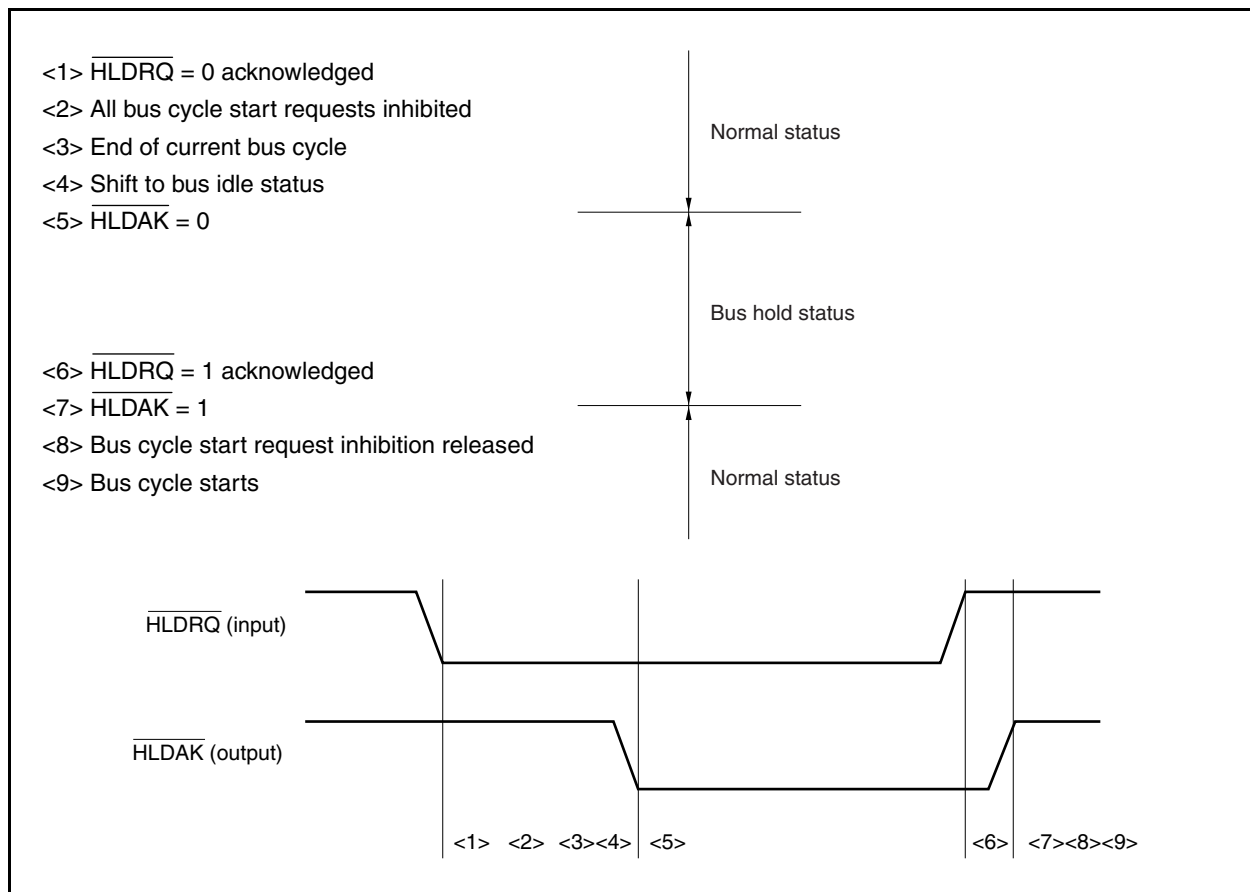 <1> HLDRQ = 0 acknowledged
<2> All bus cycle start requests inhibited
<3> End of current bus cycle
<4> Shift to bus idle status
<5> HLDAK = 0
Normal status
Bus hold status
<6> HLDRQ = 1 acknowledged
<7> HLDAK = 1
<8> Bus cycle start request inhibition released
<9> Bus cycle starts
Normal status
HLDRQ (input)
HLDAK (output)
<1> <2> <3><4> <5> <6> <7><8><9>